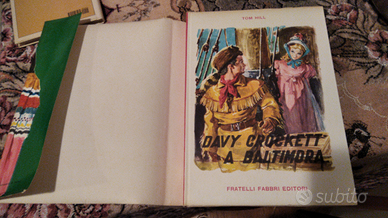 TOM HILL
DAVY CROCKETT
A BALTIMORA
FRATELLI FABBRI EDITORI
subito